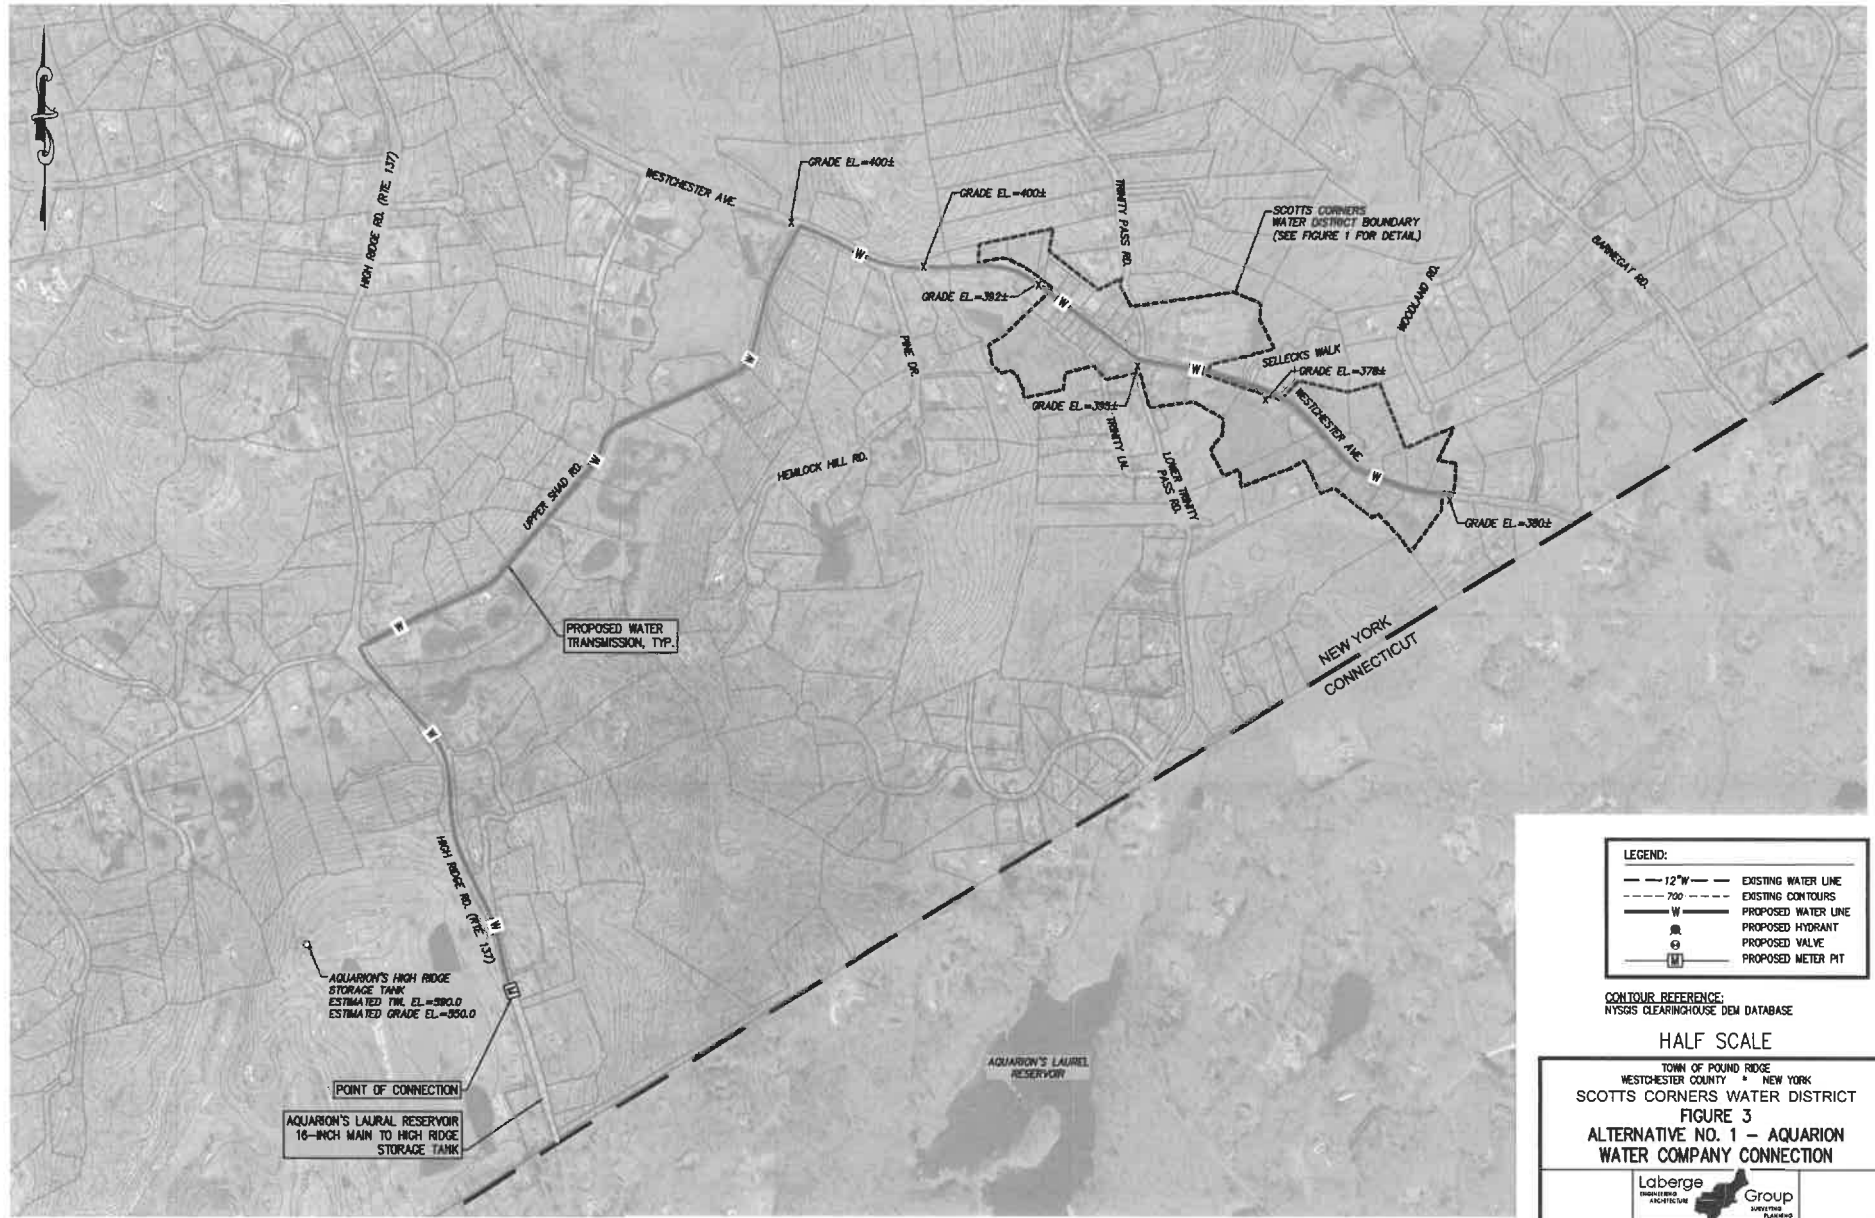 GRADE EL.=400±
WESTCHESTER AVE.
GRADE EL.=400±
HIGH RIDGE RD. (RTE. 137)
TRINITY PASS RD.
SCOTTS CORNERS
WATER DISTRICT BOUNDARY
(SEE FIGURE 1 FOR DETAIL)
BARNEGAT RD.
WOODLAND RD.
GRADE EL.=392±
W
W
PINE DR.
W
W
SELLECKS WALK
GRADE EL.=378±
GRADE EL.=395±
WESTCHESTER AVE.
TRINITY LN.
HEMLOCK HILL RD.
LOWER TRINITY
PASS RD.
W
UPPER SHAD RD.
W
GRADE EL.=380±
PROPOSED WATER
TRANSMISSION, TYP.
W
NEW YORK
CONNECTICUT
W
HIGH RIDGE RD. (RTE. 137)
W
AQUARION'S HIGH RIDGE
STORAGE TANK
ESTIMATED TWL EL.=590.0
ESTIMATED GRADE EL.=550.0
M
POINT OF CONNECTION
AQUARION'S LAURAL RESERVOIR
16-INCH MAIN TO HIGH RIDGE
STORAGE TANK
AQUARION'S LAUREL
RESERVOIR
LEGEND:
12"W EXISTING WATER LINE
700 EXISTING CONTOURS
W PROPOSED WATER LINE
PROPOSED HYDRANT
PROPOSED VALVE
M PROPOSED METER PIT
CONTOUR REFERENCE:
NYSGIS CLEARINGHOUSE DEM DATABASE
HALF SCALE
TOWN OF POUND RIDGE
WESTCHESTER COUNTY * NEW YORK
SCOTTS CORNERS WATER DISTRICT
FIGURE 3
ALTERNATIVE NO. 1 – AQUARION
WATER COMPANY CONNECTION
Laberge
ENGINEERING
ARCHITECTURE
Group
SURVEYING
PLANNING